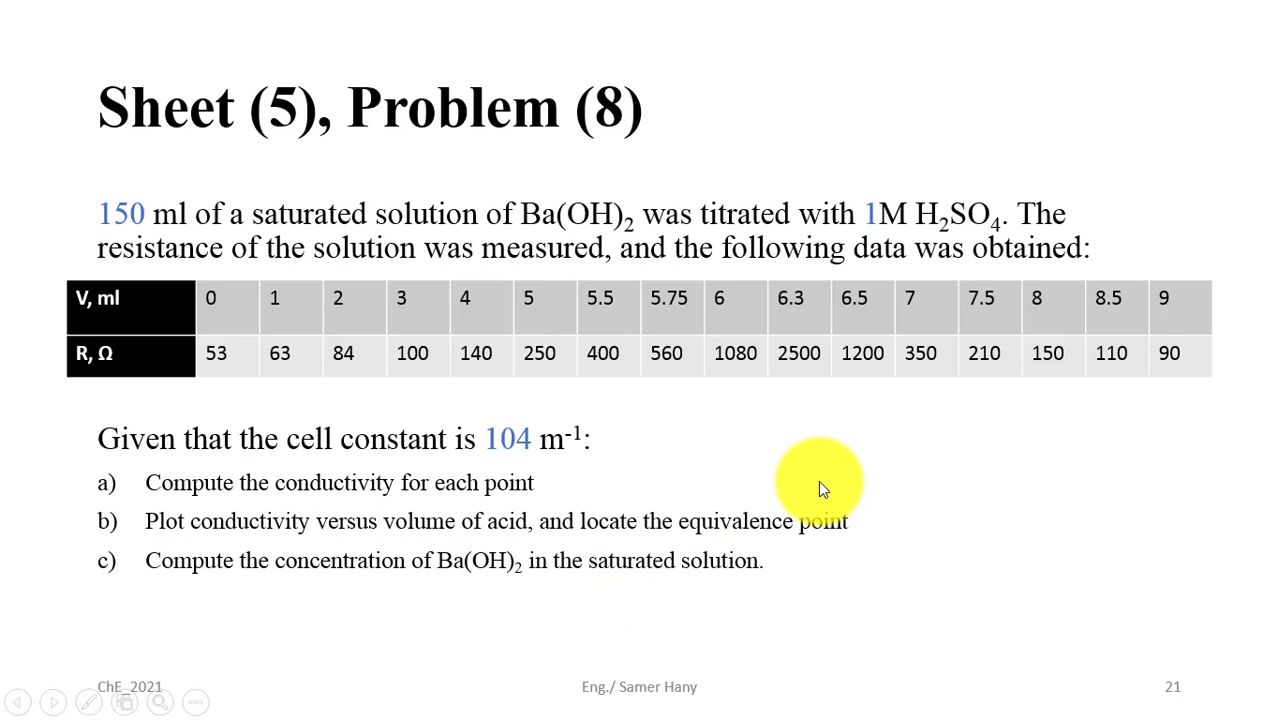 Sheet (5), Problem (8)
150 ml of a saturated solution of Ba(OH)₂ was titrated with 1M H₂SO₄. The
resistance of the solution was measured, and the following data was obtained:
V, ml 0 1 2 3 4 5 5.5 5.75 6 6.3 6.5 7 7.5 8 8.5 9
R, Ω 53 63 84 100 140 250 400 560 1080 2500 1200 350 210 150 110 90
Given that the cell constant is 104 m⁻¹:
a) Compute the conductivity for each point
b) Plot conductivity versus volume of acid, and locate the equivalence point
c) Compute the concentration of Ba(OH)₂ in the saturated solution.
ChE_2021 Eng./ Samer Hany 21